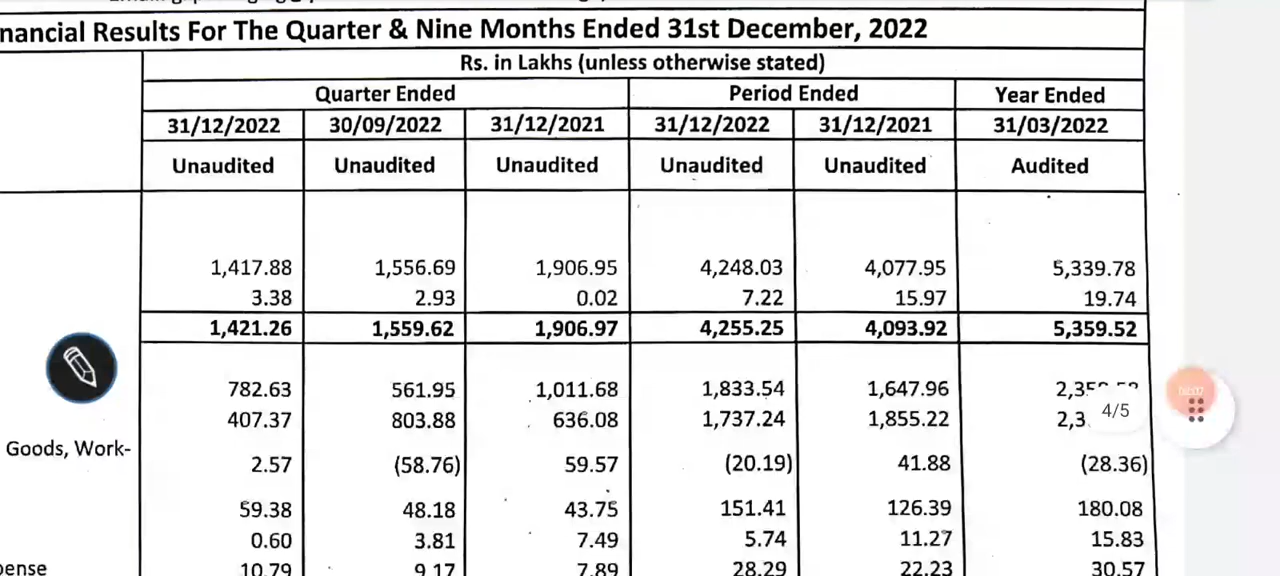 nancial Results For The Quarter & Nine Months Ended 31st December, 2022
Rs. in Lakhs (unless otherwise stated)
Quarter Ended Period Ended Year Ended
31/12/2022 30/09/2022 31/12/2021 31/12/2022 31/12/2021 31/03/2022
Unaudited Unaudited Unaudited Unaudited Unaudited Audited
1,417.88 1,556.69 1,906.95 4,248.03 4,077.95 5,339.78
3.38 2.93 0.02 7.22 15.97 19.74
1,421.26 1,559.62 1,906.97 4,255.25 4,093.92 5,359.52
782.63 561.95 1,011.68 1,833.54 1,647.96
407.37 803.88 636.08 1,737.24 1,855.22 2,3
4/5
Goods, Work-
2.57 (58.76) 59.57 (20.19) 41.88 (28.36)
59.38 48.18 43.75 151.41 126.39 180.08
0.60 3.81 7.49 5.74 11.27 15.83
pense 10.79 9.17 7.89 28.29 22.23 30.57